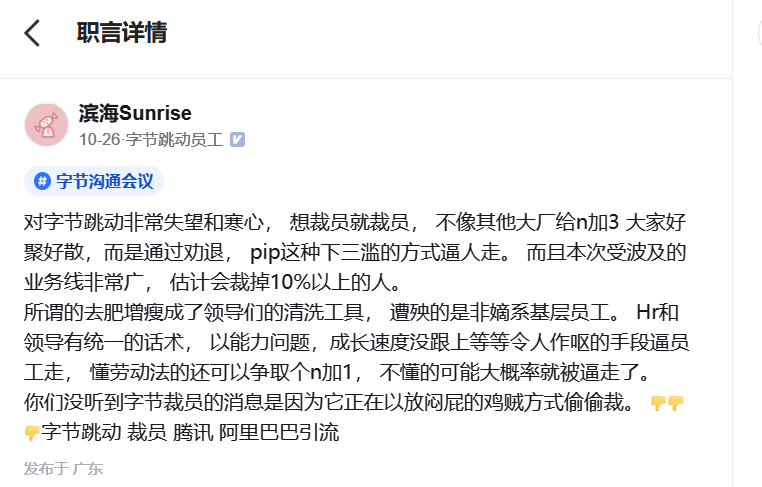 职言详情
滨海Sunrise
10-26·字节跳动员工
# 字节沟通会议
对字节跳动非常失望和寒心， 想裁员就裁员， 不像其他大厂给n加3 大家好
聚好散，而是通过劝退， pip这种下三滥的方式逼人走。 而且本次受波及的
业务线非常广， 估计会裁掉10%以上的人。
所谓的去肥增瘦成了领导们的清洗工具， 遭殃的是非嫡系基层员工。 Hr和
领导有统一的话术， 以能力问题，成长速度没跟上等等令人作呕的手段逼员
工走， 懂劳动法的还可以争取个n加1， 不懂的可能大概率就被逼走了。
你们没听到字节裁员的消息是因为它正在以放闷屁的鸡贼方式偷偷裁。 👎👎
👎字节跳动 裁员 腾讯 阿里巴巴引流
发布于 广东